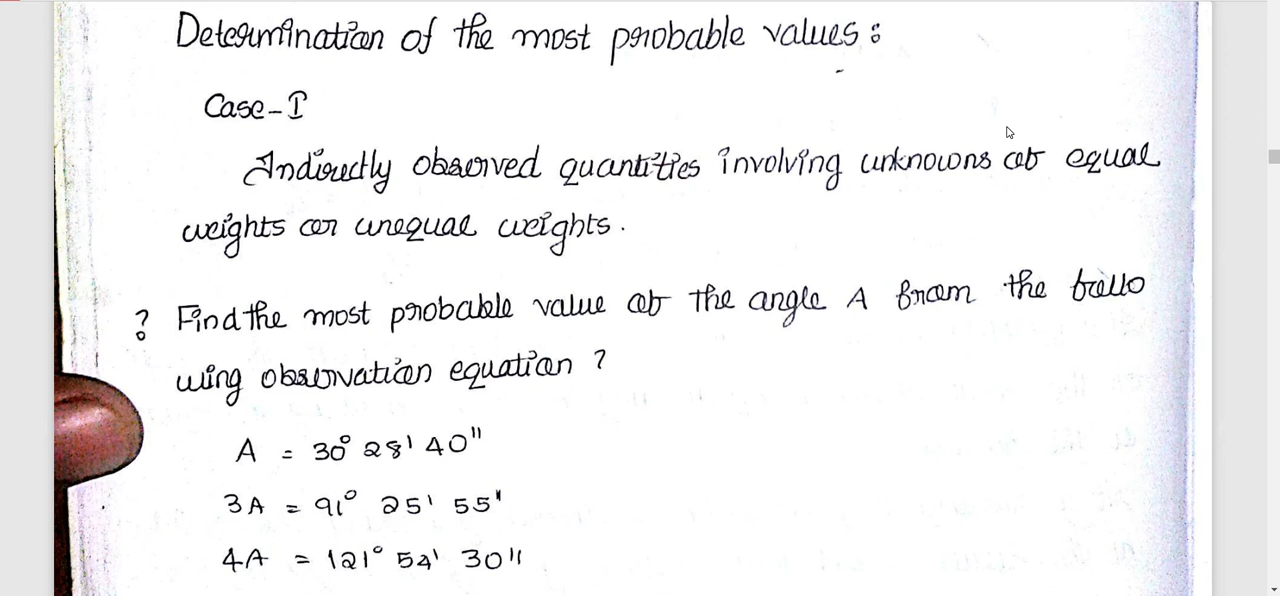 Determination of the most probable values :
Case - I
Indirectly observed quantities involving unknowns of equal
weights or unequal weights.
? Find the most probable value of the angle A from the follo
wing observation equation ?
A = 30° 28' 40"
3A = 91° 25' 55"
4A = 121° 54' 30"